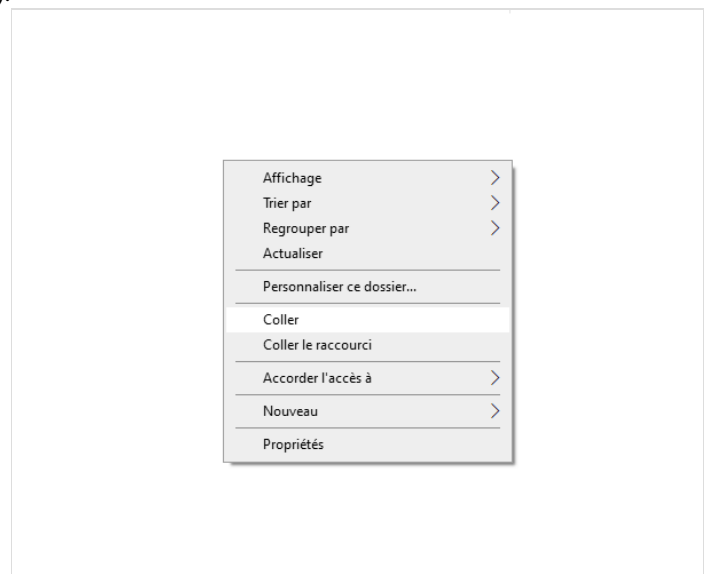 Affichage
Trier par
Regrouper par
Actualiser
Personnaliser ce dossier...
Coller
Coller le raccourci
Accorder l'accès à
Nouveau
Propriétés